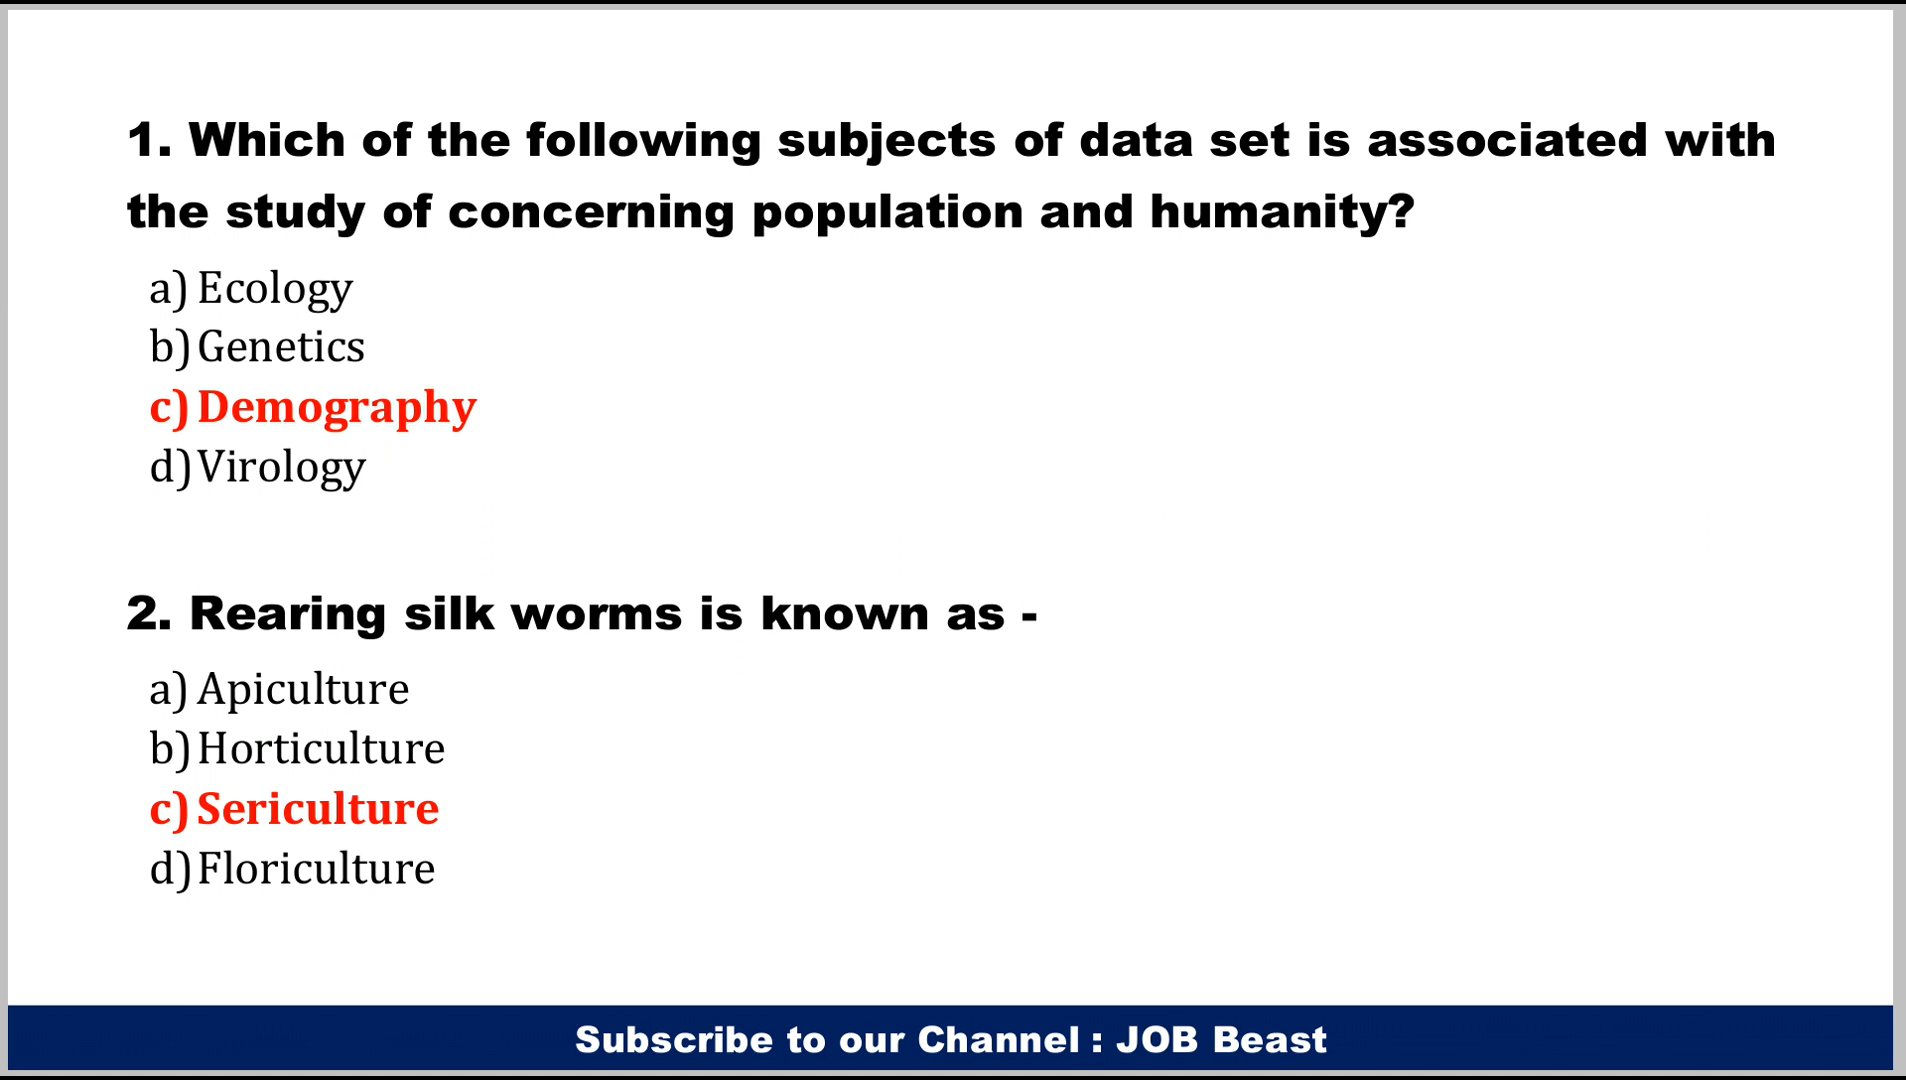 1. Which of the following subjects of data set is associated with
the study of concerning population and humanity?
a) Ecology
b) Genetics
c) Demography
d) Virology
2. Rearing silk worms is known as -
a) Apiculture
b) Horticulture
c) Sericulture
d) Floriculture
Subscribe to our Channel : JOB Beast